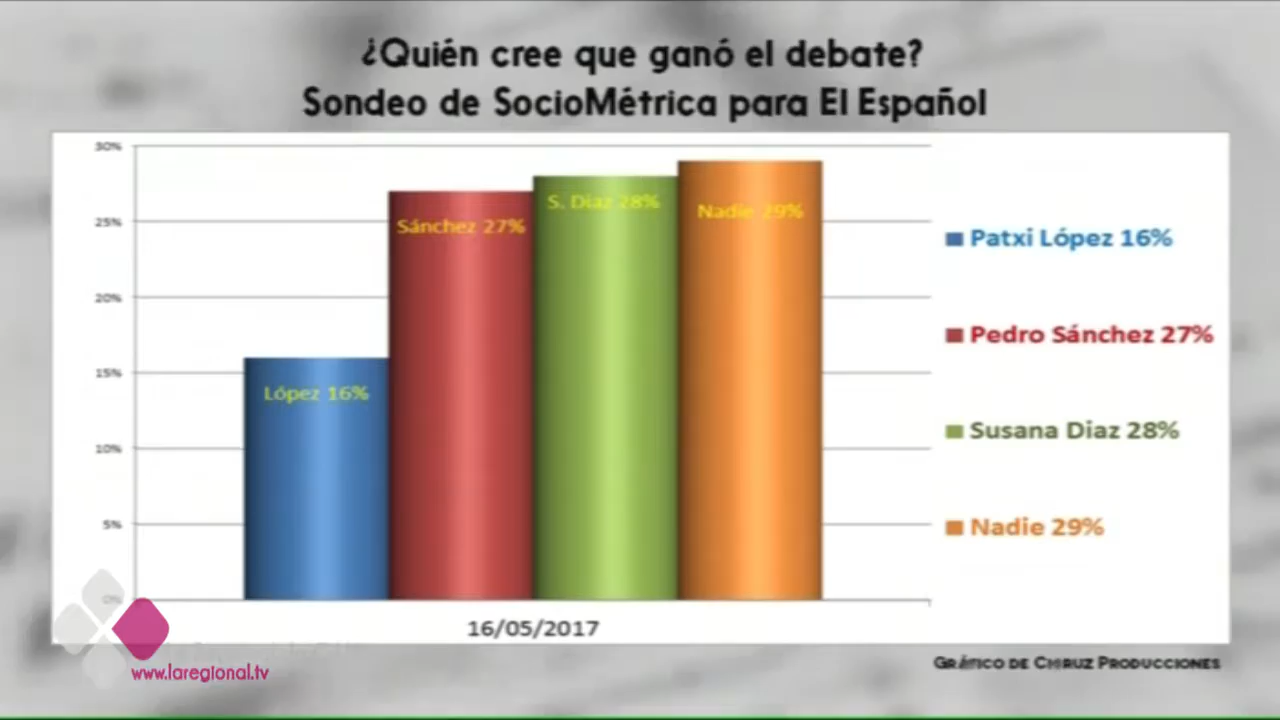 ¿Quién cree que ganó el debate?
Sondeo de SocioMétrica para El Español
30%
25%
20%
15%
10%
5%
0%
López 16%
Sánchez 27%
S. Diaz 28%
Nadie 29%
16/05/2017
Patxi López 16%
Pedro Sánchez 27%
Susana Diaz 28%
Nadie 29%
www.laregional.tv
Gráfico de Chiruz Producciones